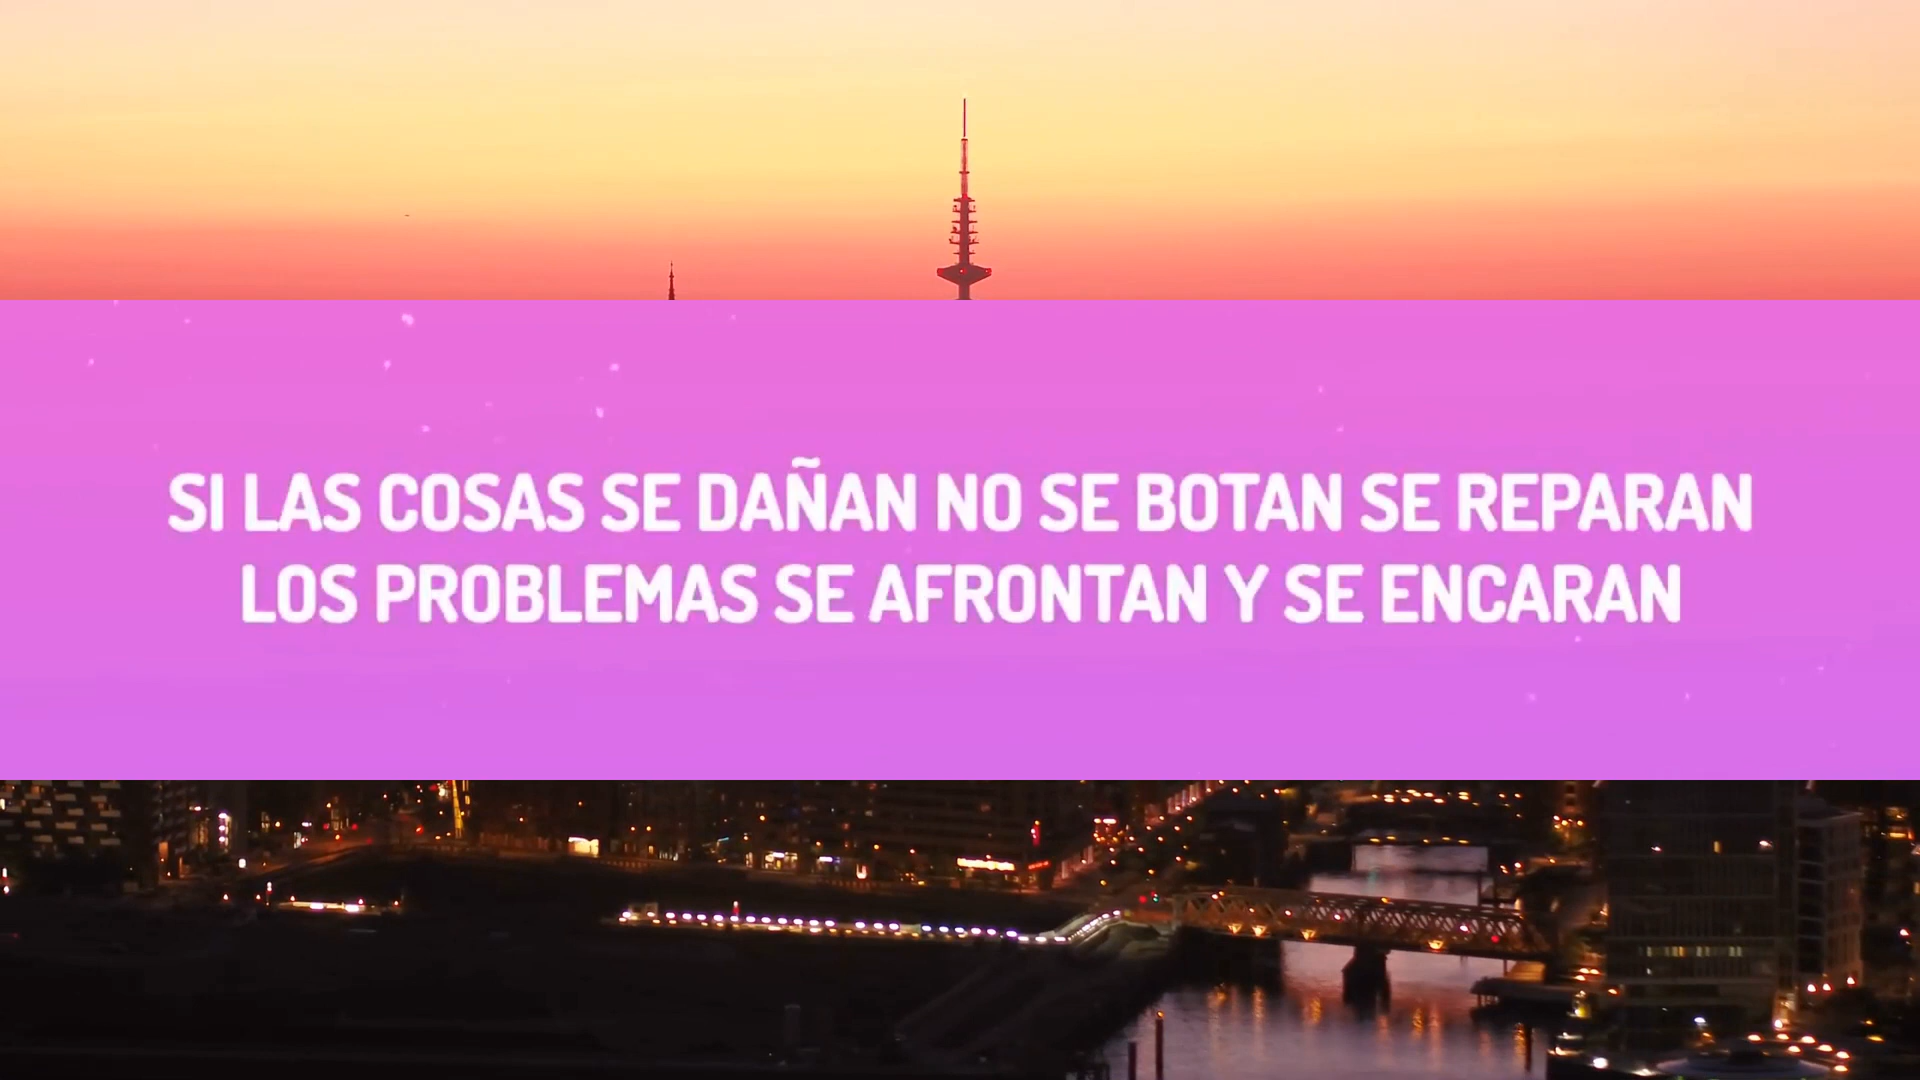 SI LAS COSAS SE DAÑAN NO SE BOTAN SE REPARAN
LOS PROBLEMAS SE AFRONTAN Y SE ENCARAN